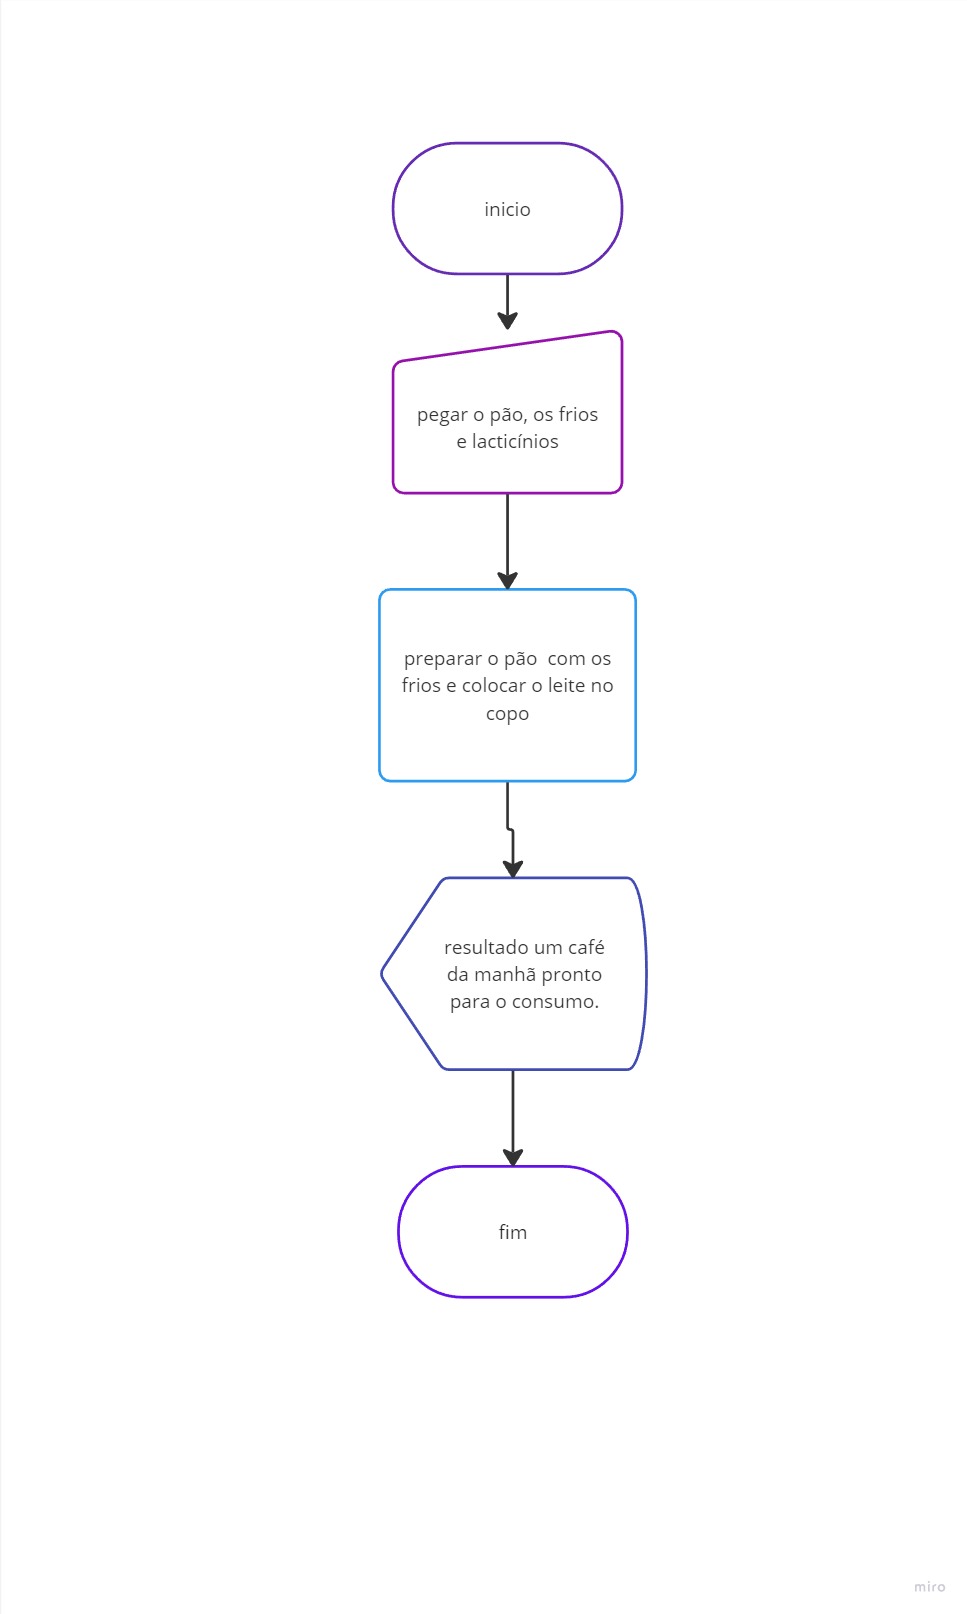 inicio
pegar o pão, os frios
e lacticínios
preparar o pão  com os
frios e colocar o leite no
copo
resultado um café
da manhã pronto
para o consumo.
fim
miro